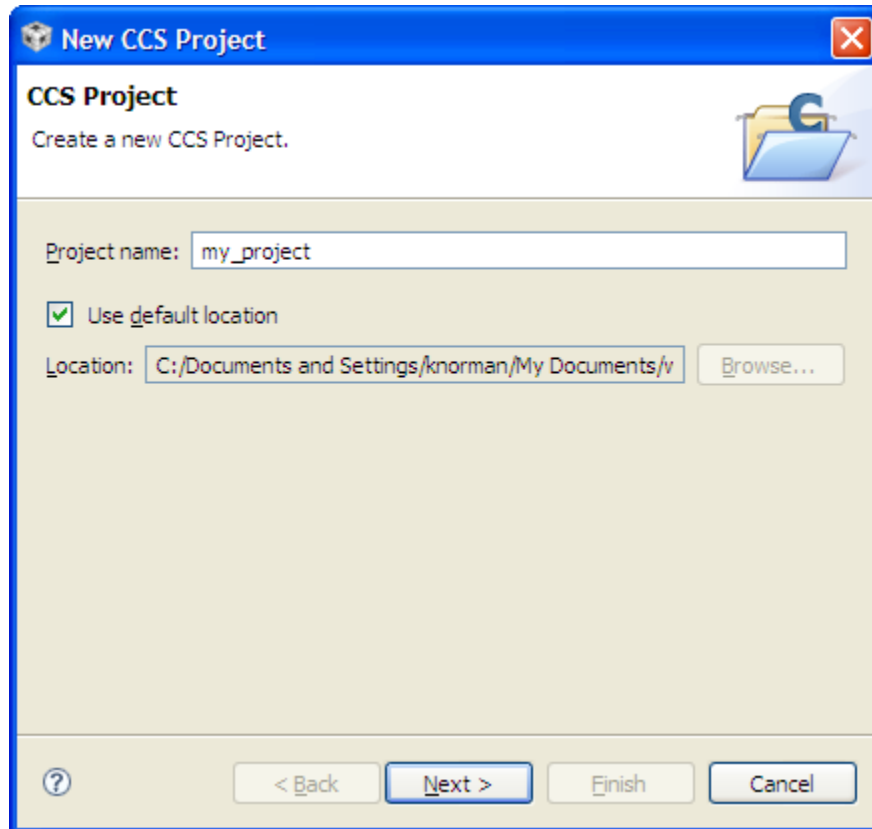 New CCS Project
CCS Project
Create a new CCS Project.
Project name: my_project
Use default location
Location: C:/Documents and Settings/knorman/My Documents/ Browse...
? < Back Next > Finish Cancel